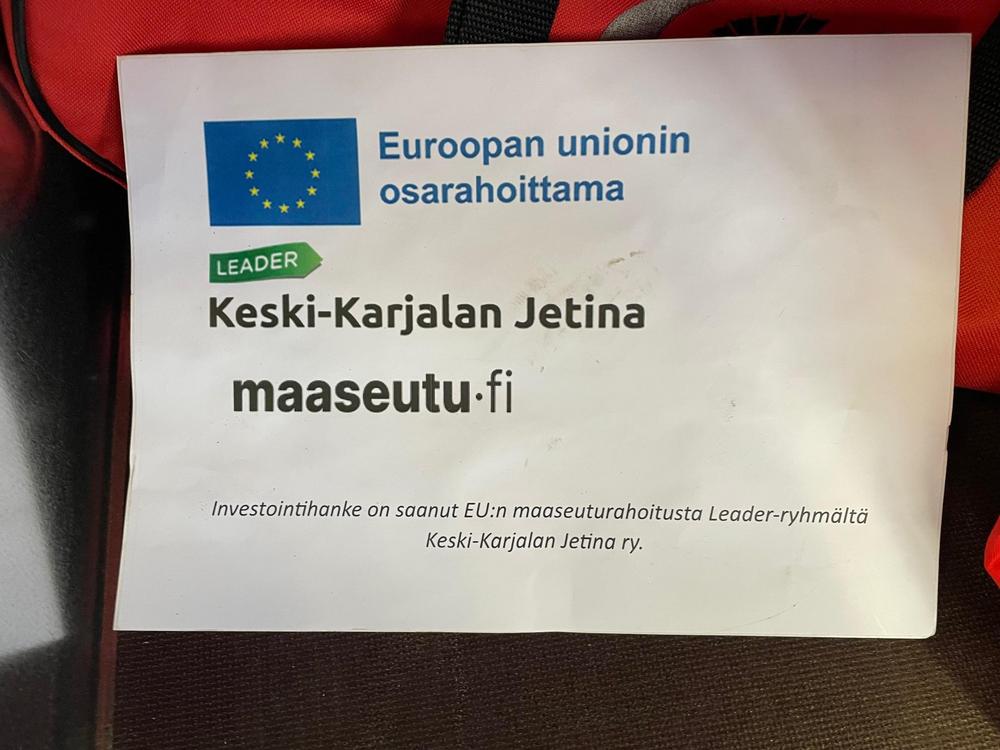 Euroopan unionin
osarahoittama
LEADER
Keski-Karjalan Jetina
maaseutu·fi
Investointihanke on saanut EU:n maaseuturahoitusta Leader-ryhmältä
Keski-Karjalan Jetina ry.